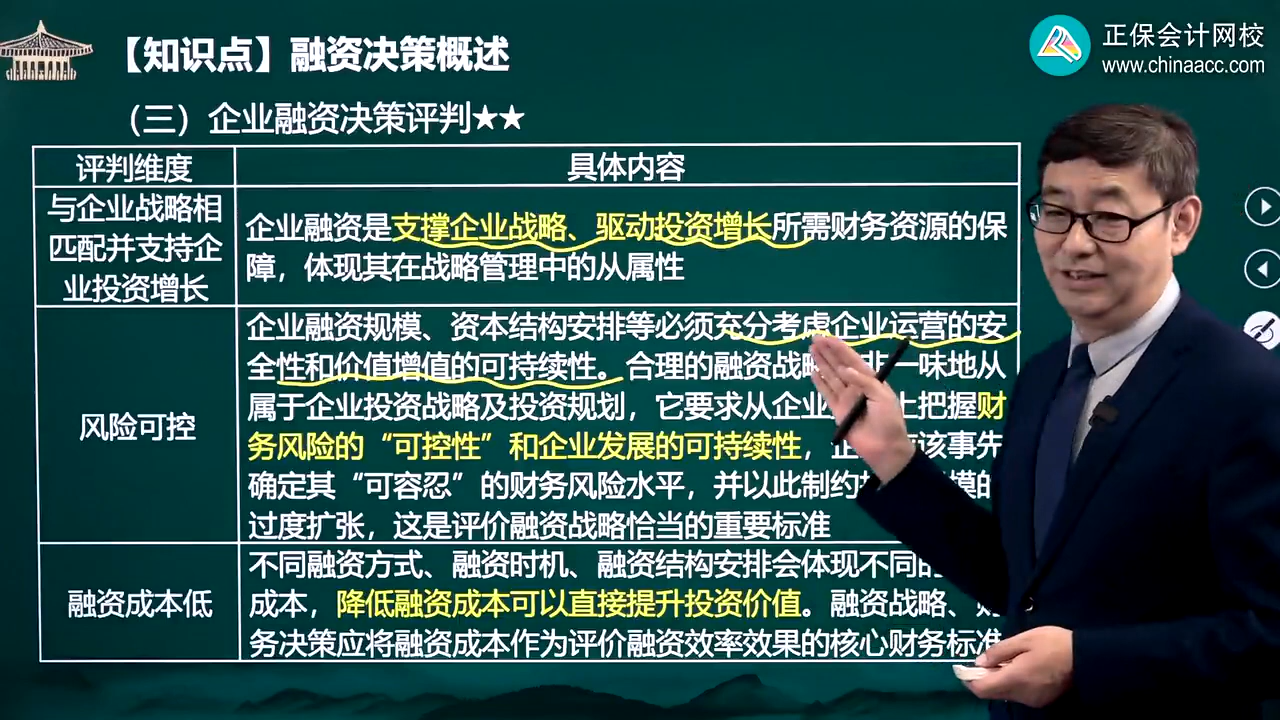 【知识点】融资决策概述
正保会计网校
www.chinaacc.com
（三）企业融资决策评判★★
评判维度
具体内容
与企业战略相
匹配并支持企
业投资增长
企业融资是支撑企业战略、驱动投资增长所需财务资源的保
障，体现其在战略管理中的从属性
风险可控
企业融资规模、资本结构安排等必须充分考虑企业运营的安
全性和价值增值的可持续性。合理的融资战略 非一味地从
属于企业投资战略及投资规划，它要求从企业 上把握财
务风险的“可控性”和企业发展的可持续性， 该事先
确定其“可容忍”的财务风险水平，并以此制约 模的
过度扩张，这是评价融资战略恰当的重要标准
融资成本低
不同融资方式、融资时机、融资结构安排会体现不同的
成本，降低融资成本可以直接提升投资价值。融资战略、财
务决策应将融资成本作为评价融资效率效果的核心财务标准